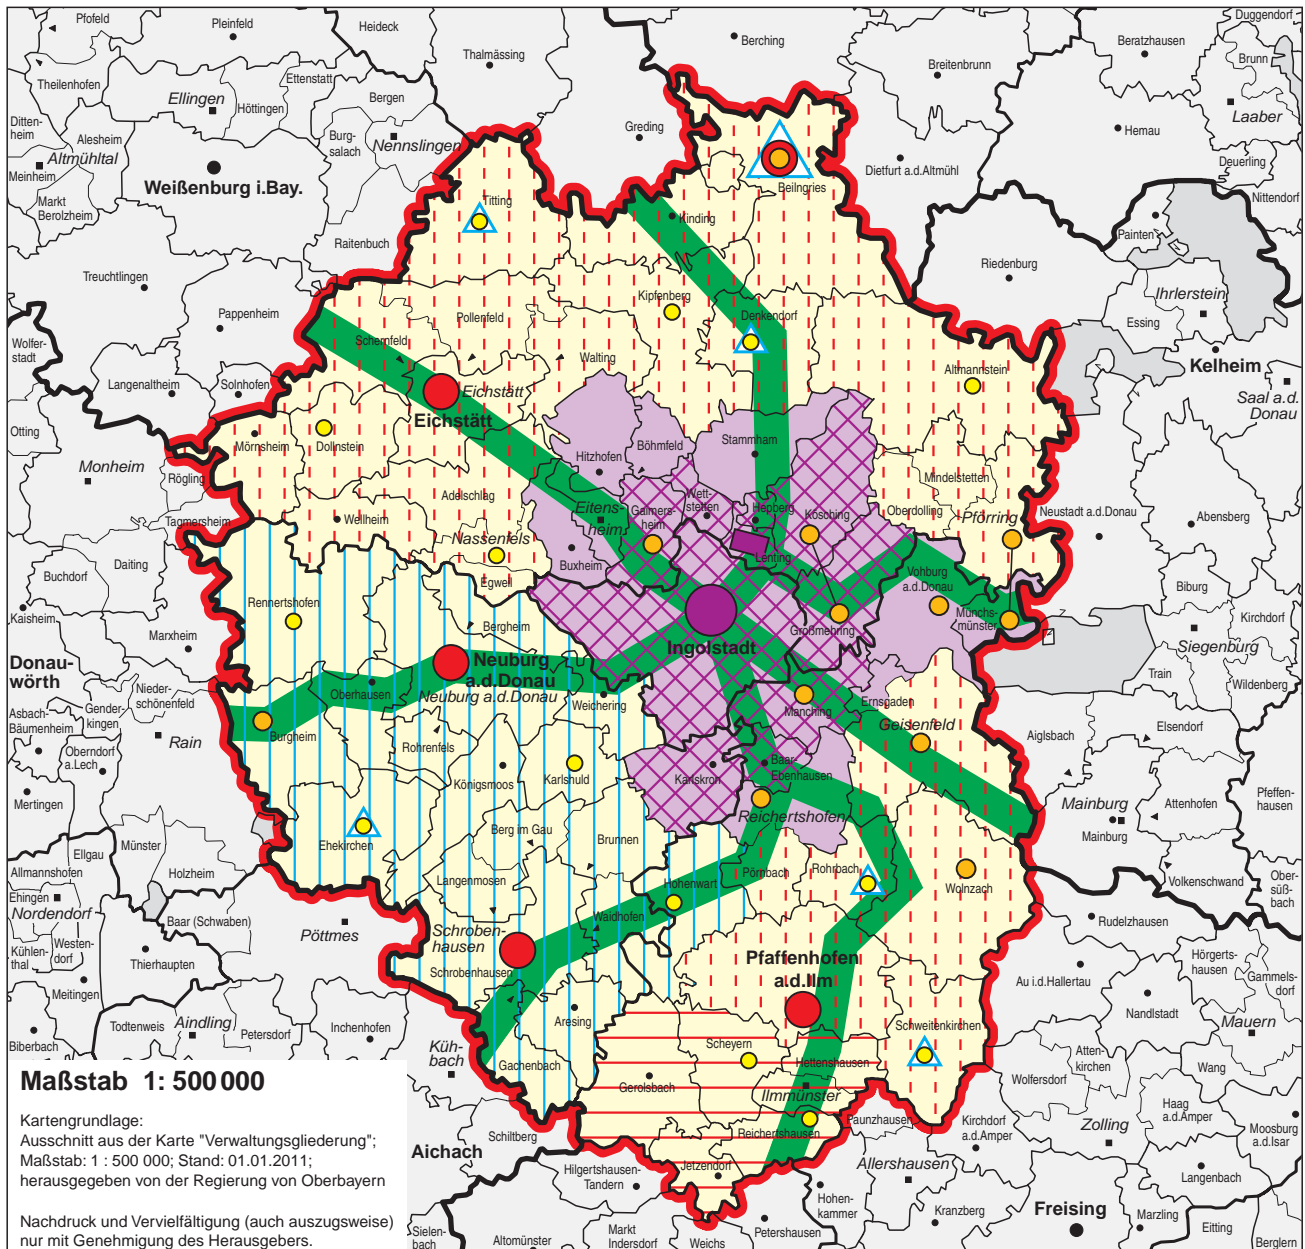 Pfofeld
Pleinfeld
Heideck
Thalmässing
Berching
Breitenbrunn
Beratzhausen
Duggendorf
Brunn
Laaber
Theilenhofen
Ellingen
Höttingen
Ettenstatt
Bergen
Burg-
salach
Nennslingen
Greding
Hemau
Deuerling
Nittendorf
Ditten-
heim
Alesheim
Altmühltal
Meinheim
Markt
Berolzheim
Weißenburg i.Bay.
Raitenbuch
Titting
Beilngries
Dietfurt a.d.Altmühl
Painten
Riedenburg
Kinding
Treuchtlingen
Pappenheim
Ihrlerstein
Essing
Kelheim
Saal a.d.
Donau
Wolfer-
stadt
Langenaltheim
Solnhofen
Schernfeld
Pollenfeld
Kipfenberg
Denkendorf
Walting
Altmannstein
Eichstätt
Eichstätt
Otting
Monheim
Rögling
Tagmersheim
Mörnsheim
Dollnstein
Hitzhofen
Böhmfeld
Stammham
Mindelstetten
Adelschlag
Wellheim
Eitens-
heim
Gaimers-
heim
Wett-
stetten
Hepberg
Kösching
Oberdolling
Pförring
Neustadt a.d.Donau
Abensberg
Nassenfels
Buxheim
Lenting
Egweil
Vohburg
a.d.Donau
Münchs-
münster
Daiting
Buchdorf
Kaisheim
Marxheim
Rennertshofen
Bergheim
Großmehring
Ingolstadt
Biburg
Kirchdorf
Siegenburg
Train
Wildenberg
Donau-
wörth
Neuburg
a.d.Donau
Neuburg a.d.Donau
Oberhausen
Weichering
Manching
Ernsgaden
Geisenfeld
Nieder-
schönenfeld
Gender-
kingen
Asbach-
Bäumenheim
Oberndorf
a.Lech
Rain
Burgheim
Rohrenfels
Königsmoos
Karlshuld
Karlskron
Baar-
Ebenhausen
Reichertshofen
Aiglsbach
Elsendorf
Mertingen
Mainburg
Mainburg
Attenhofen
Pfeffen-
hausen
Ehekirchen
Berg im Gau
Brunnen
Langenmosen
Hohenwart
Pörnbach
Rohrbach
Wolnzach
Volkenschwand
Ober-
süß-
bach
Ellgau
Münster
Holzheim
Allmannshofen
Ehingen
Nordendorf
Baar (Schwaben)
Pöttmes
Westen-
dorf
Kühlen-
thal
Thierhaupten
Meitingen
Schroben-
hausen
Schrobenhausen
Waidhofen
Pfaffenhofen
a.d.Ilm
Rudelzhausen
Au i.d.Hallertau
Hörgerts-
hausen
Gammels-
dorf
Nandlstadt
Mauern
Todtenweis
Aindling
Petersdorf
Inchenhofen
Biberbach
Küh-
bach
Aresing
Gachenbach
Scheyern
Gerolsbach
Hettenshausen
Ilmmünster
Reichertshausen
Jetzendorf
Schweitenkirchen
Paunzhausen
Kirchdorf
a.d.Amper
Wolfersdorf
Atten-
kirchen
Wang
Haag
a.d.Amper
Zolling
Moosburg
a.d.Isar
Langenbach
Allershausen
Aichach
Schiltberg
Hilgertshausen-
Tandern
Hohen-
kammer
Kranzberg
Freising
Marzling
Eitting
Berglern
Sielen-
bach
Altomünster
Markt
Indersdorf
Weichs
Petershausen
Maßstab 1: 500 000
Kartengrundlage:
Ausschnitt aus der Karte "Verwaltungsgliederung";
Maßstab: 1 : 500 000; Stand: 01.01.2011;
herausgegeben von der Regierung von Oberbayern
Nachdruck und Vervielfältigung (auch auszugsweise)
nur mit Genehmigung des Herausgebers.